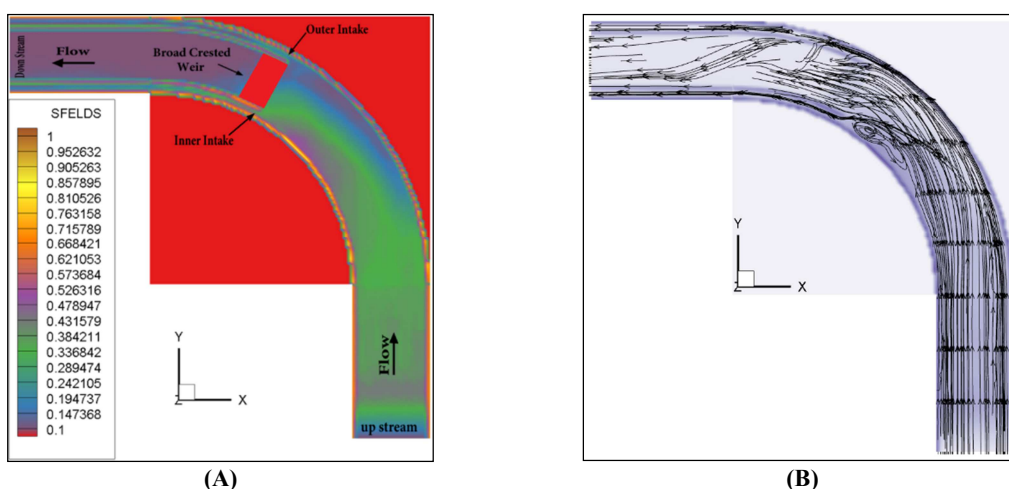 Outer Intake
Down Stream
Flow
Broad Crested
Weir
Inner Intake
SFELDS
1
0.952632
0.905263
0.857895
0.810526
0.763158
0.715789
0.668421
0.621053
0.573684
0.526316
0.478947
0.431579
0.384211
0.336842
0.289474
0.242105
0.194737
0.147368
0.1
Y
Z X
Flow
up stream
(A)
Y
Z X
(B)